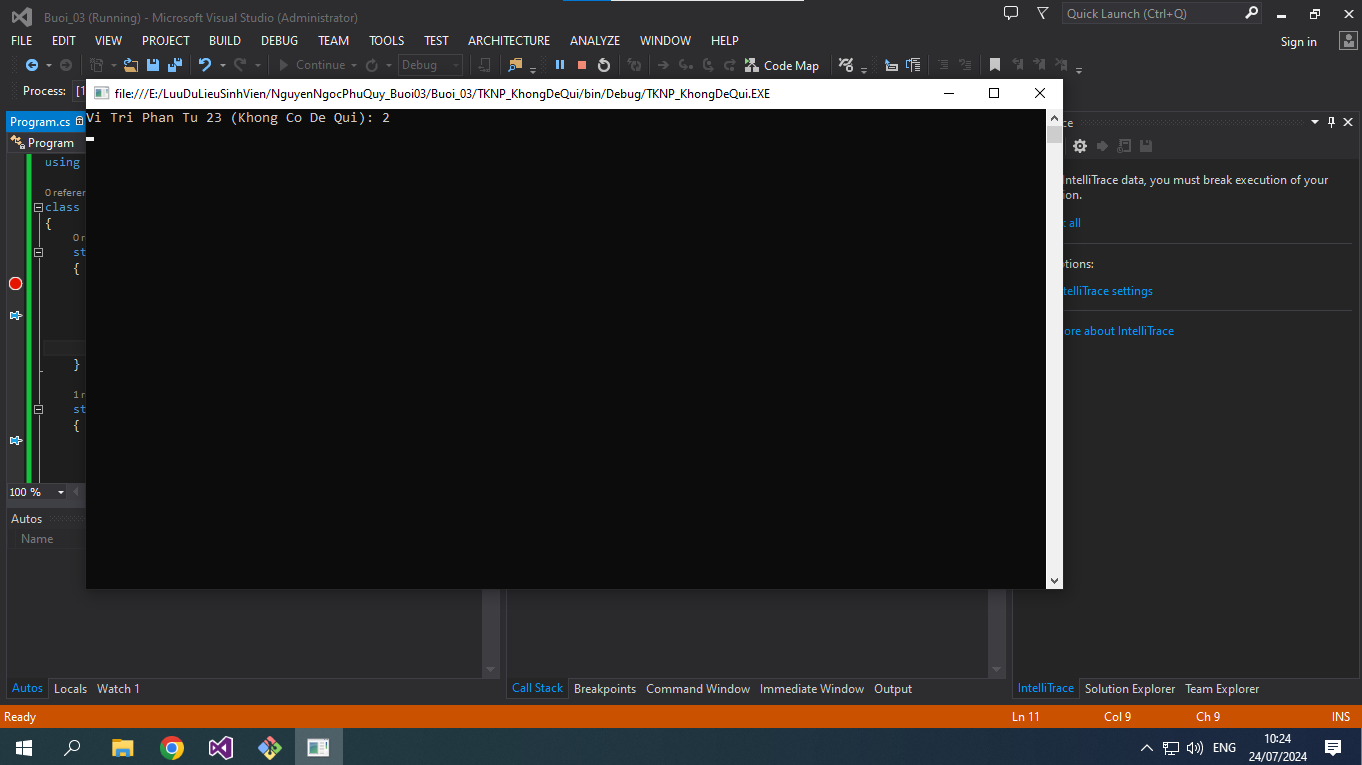 Buoi_03 (Running) - Microsoft Visual Studio (Administrator)
Quick Launch (Ctrl+Q)
FILE EDIT VIEW PROJECT BUILD DEBUG TEAM TOOLS TEST ARCHITECTURE ANALYZE WINDOW HELP
Sign in
Continue Debug Code Map
Process: [1
file:///E:/LuuDuLieuSinhVien/NguyenNgocPhuQuy_Buoi03/Buoi_03/TKNP_KhongDeQui/bin/Debug/TKNP_KhongDeQui.EXE
Vi Tri Phan Tu 23 (Khong Co De Qui): 2
Program.cs
Program
using
0 referen
class
{
0 r
st
{
}
1 r
st
{
100 %
ce
IntelliTrace data, you must break execution of your
ion.
all
tions:
telliTrace settings
ore about IntelliTrace
Autos
Name
Autos Locals Watch 1
Call Stack Breakpoints Command Window Immediate Window Output
IntelliTrace Solution Explorer Team Explorer
Ready Ln 11 Col 9 Ch 9 INS
ENG
10:24
24/07/2024